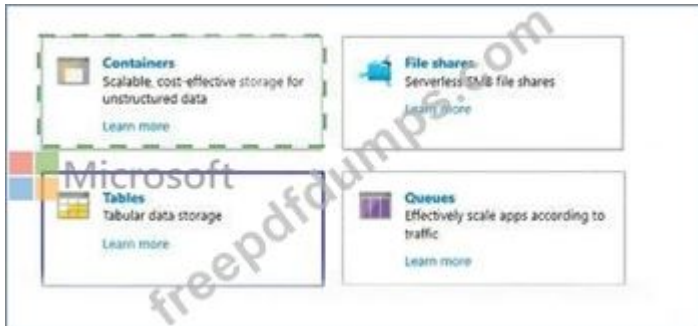 Containers
Scalable, cost-effective storage for
unstructured data
Learn more
File shares
Serverless SMB file shares
Learn more
Microsoft
Tables
Tabular data storage
Learn more
Queues
Effectively scale apps according to
traffic
Learn more
freepdfdumps.com